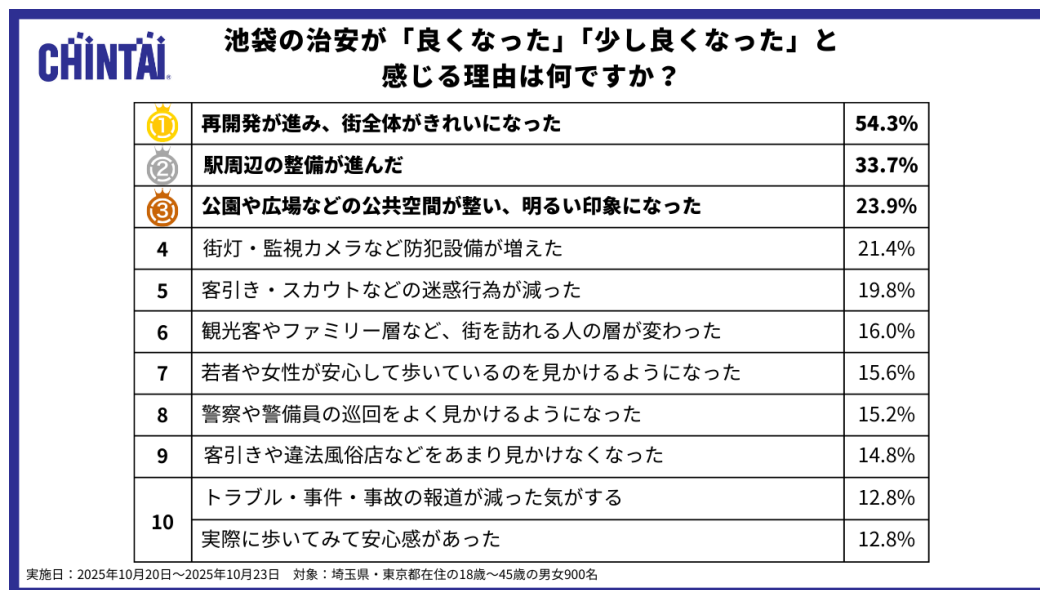 CHINTAI®
池袋の治安が「良くなった」「少し良くなった」と
感じる理由は何ですか？
1 再開発が進み、街全体がきれいになった 54.3%
2 駅周辺の整備が進んだ 33.7%
3 公園や広場などの公共空間が整い、明るい印象になった 23.9%
4 街灯・監視カメラなど防犯設備が増えた 21.4%
5 客引き・スカウトなどの迷惑行為が減った 19.8%
6 観光客やファミリー層など、街を訪れる人の層が変わった 16.0%
7 若者や女性が安心して歩いているのを見かけるようになった 15.6%
8 警察や警備員の巡回をよく見かけるようになった 15.2%
9 客引きや違法風俗店などをあまり見かけなくなった 14.8%
10 トラブル・事件・事故の報道が減った気がする 12.8%
実際に歩いてみて安心感があった 12.8%
実施日：2025年10月20日～2025年10月23日　対象：埼玉県・東京都在住の18歳～45歳の男女900名